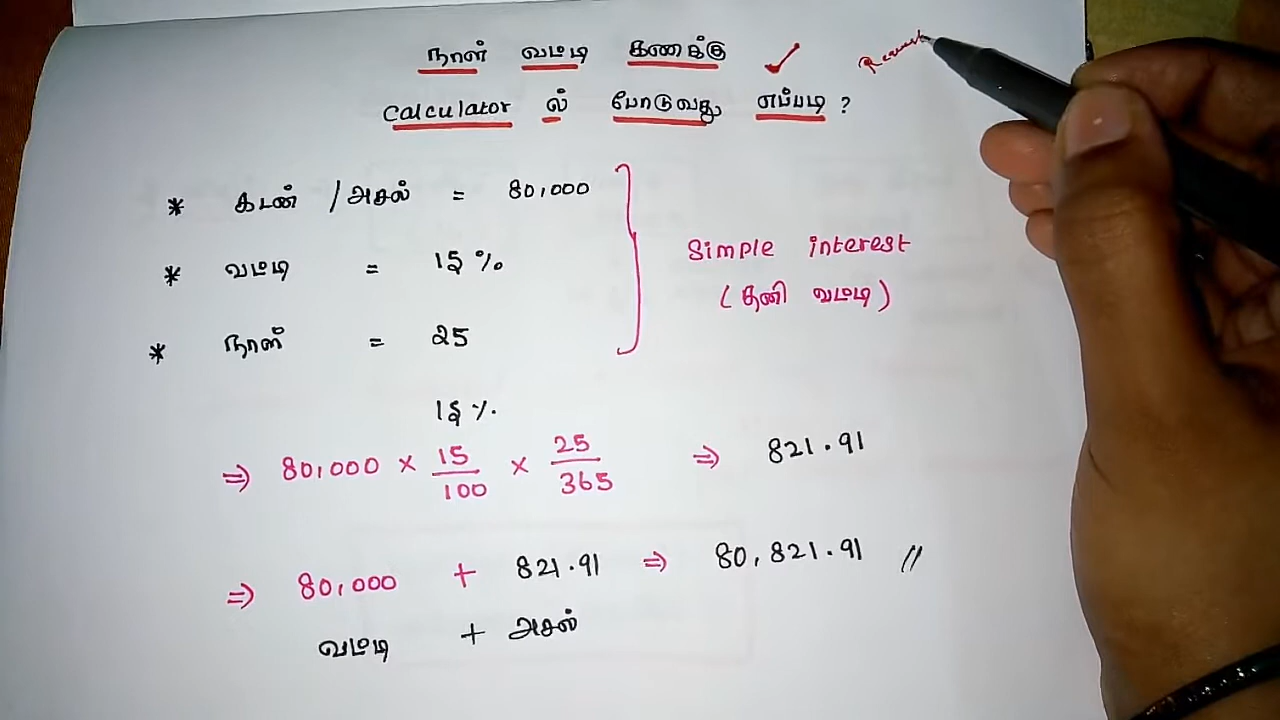 நாள் வட்டி கணக்கு ✓
Calculator ல் போடுவது எப்படி ?
* கடன் / அசல் = 80,000
* வட்டி = 15 %
* நாள் = 25
Simple interest
( தனி வட்டி )
15 %
⇒ 80,000 × 15/100 × 25/365 ⇒ 821.91
⇒ 80,000 + 821.91 ⇒ 80,821.91 //
வட்டி + அசல்